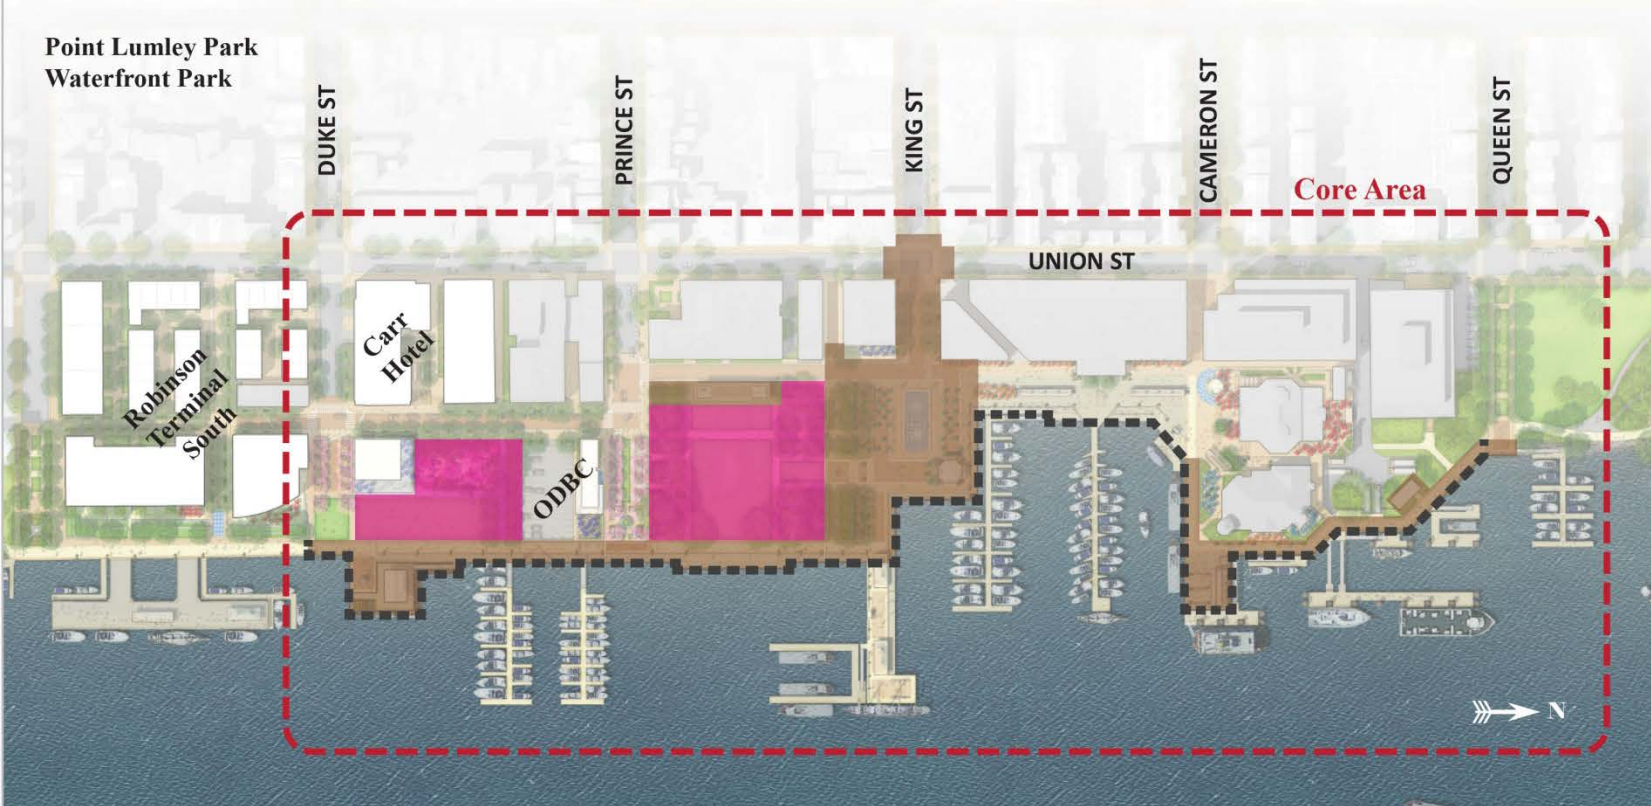 Point Lumley Park
Waterfront Park
DUKE ST
PRINCE ST
KING ST
CAMERON ST
QUEEN ST
Core Area
UNION ST
Carr
Hotel
Robinson
Terminal
South
ODBC
N